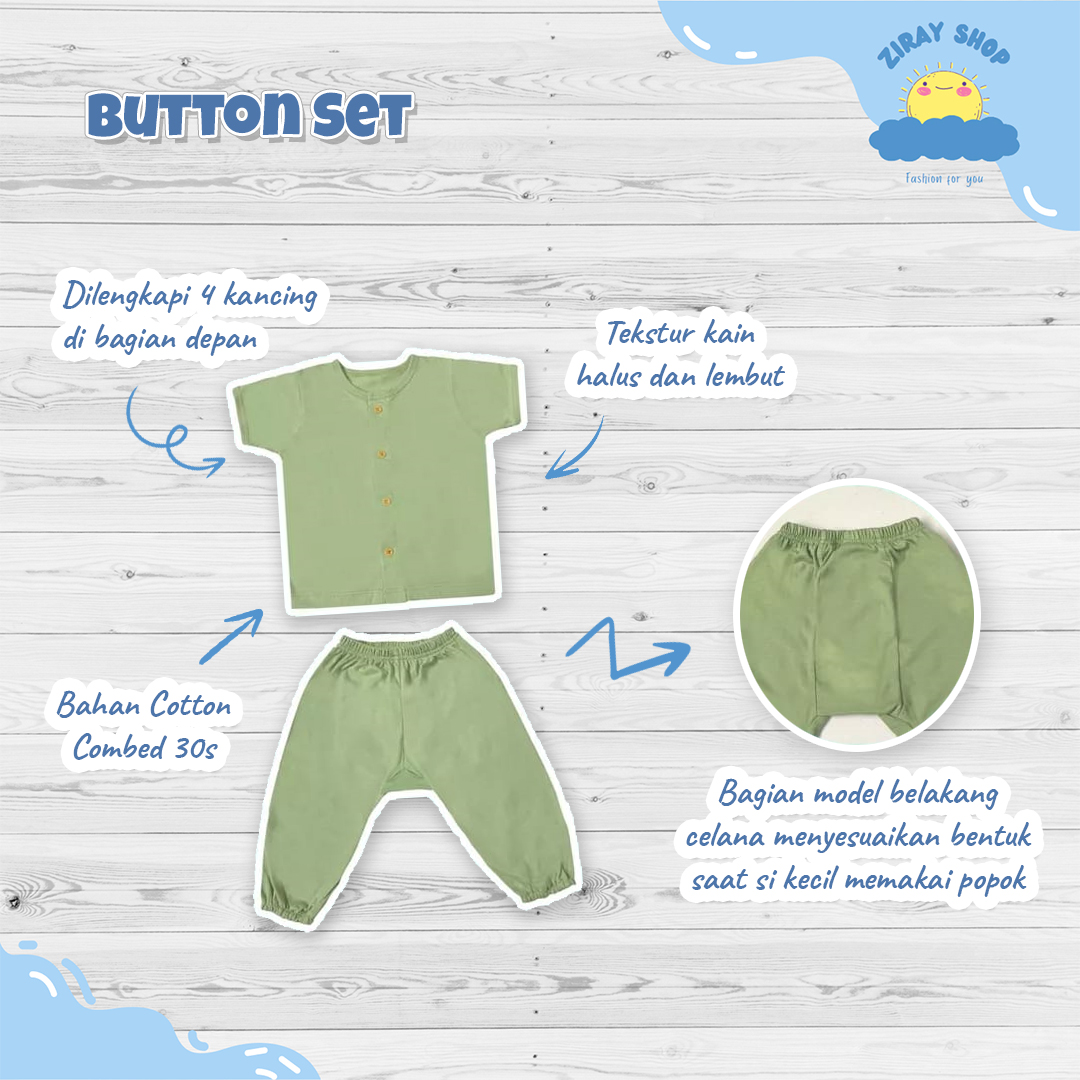 ZIRAY SHOP
Fashion for you
BUTTON SET
Dilengkapi 4 kancing
di bagian depan
Tekstur kain
halus dan lembut
Bahan Cotton
Combed 30s
Bagian model belakang
celana menyesuaikan bentuk
saat si kecil memakai popok